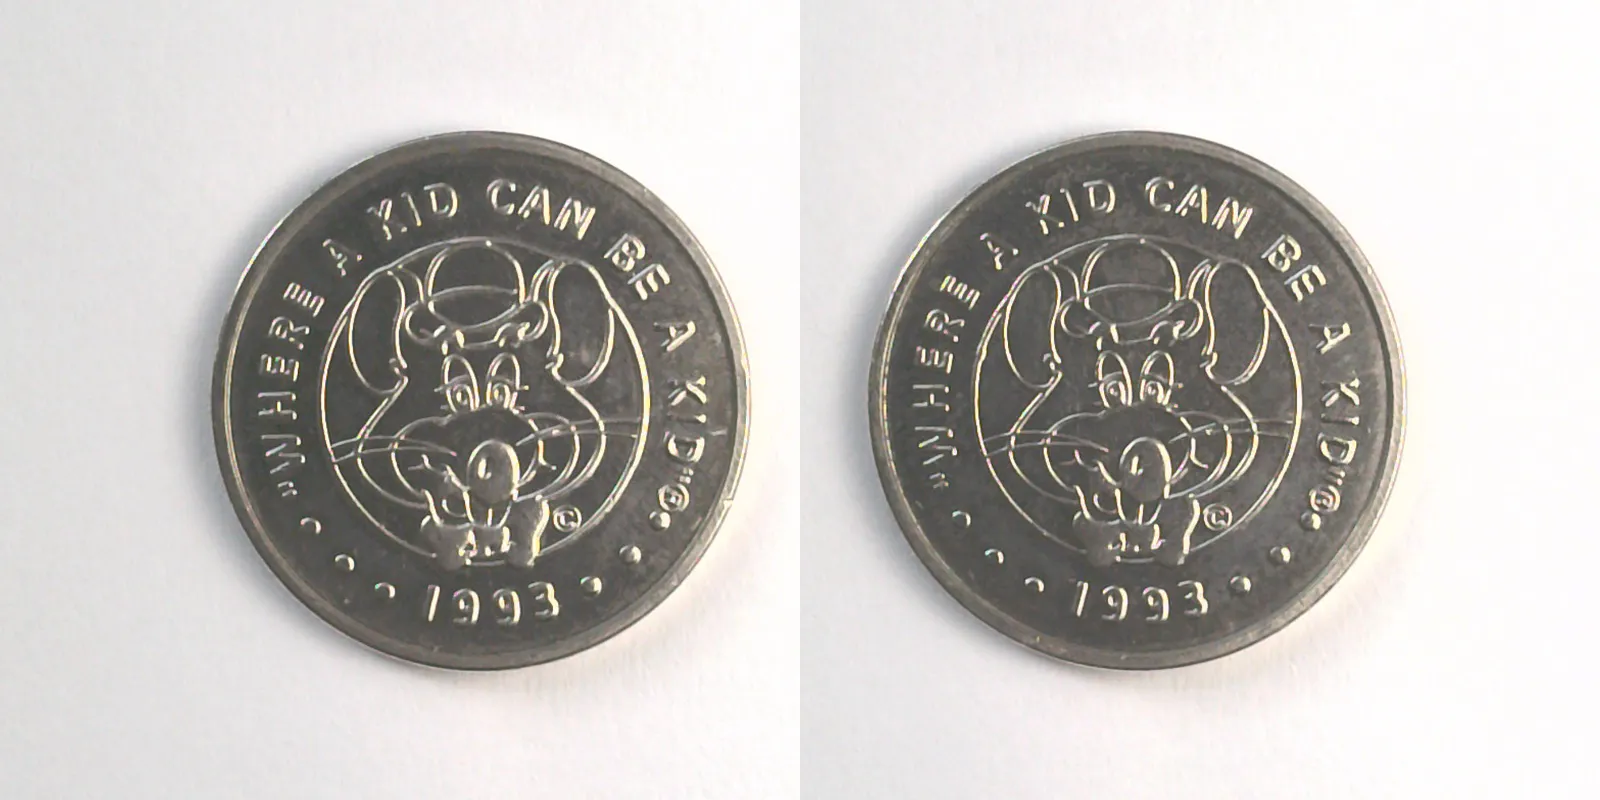 "WHERE A KID CAN BE A KID"®
©
1993
"WHERE A KID CAN BE A KID"®
©
1993